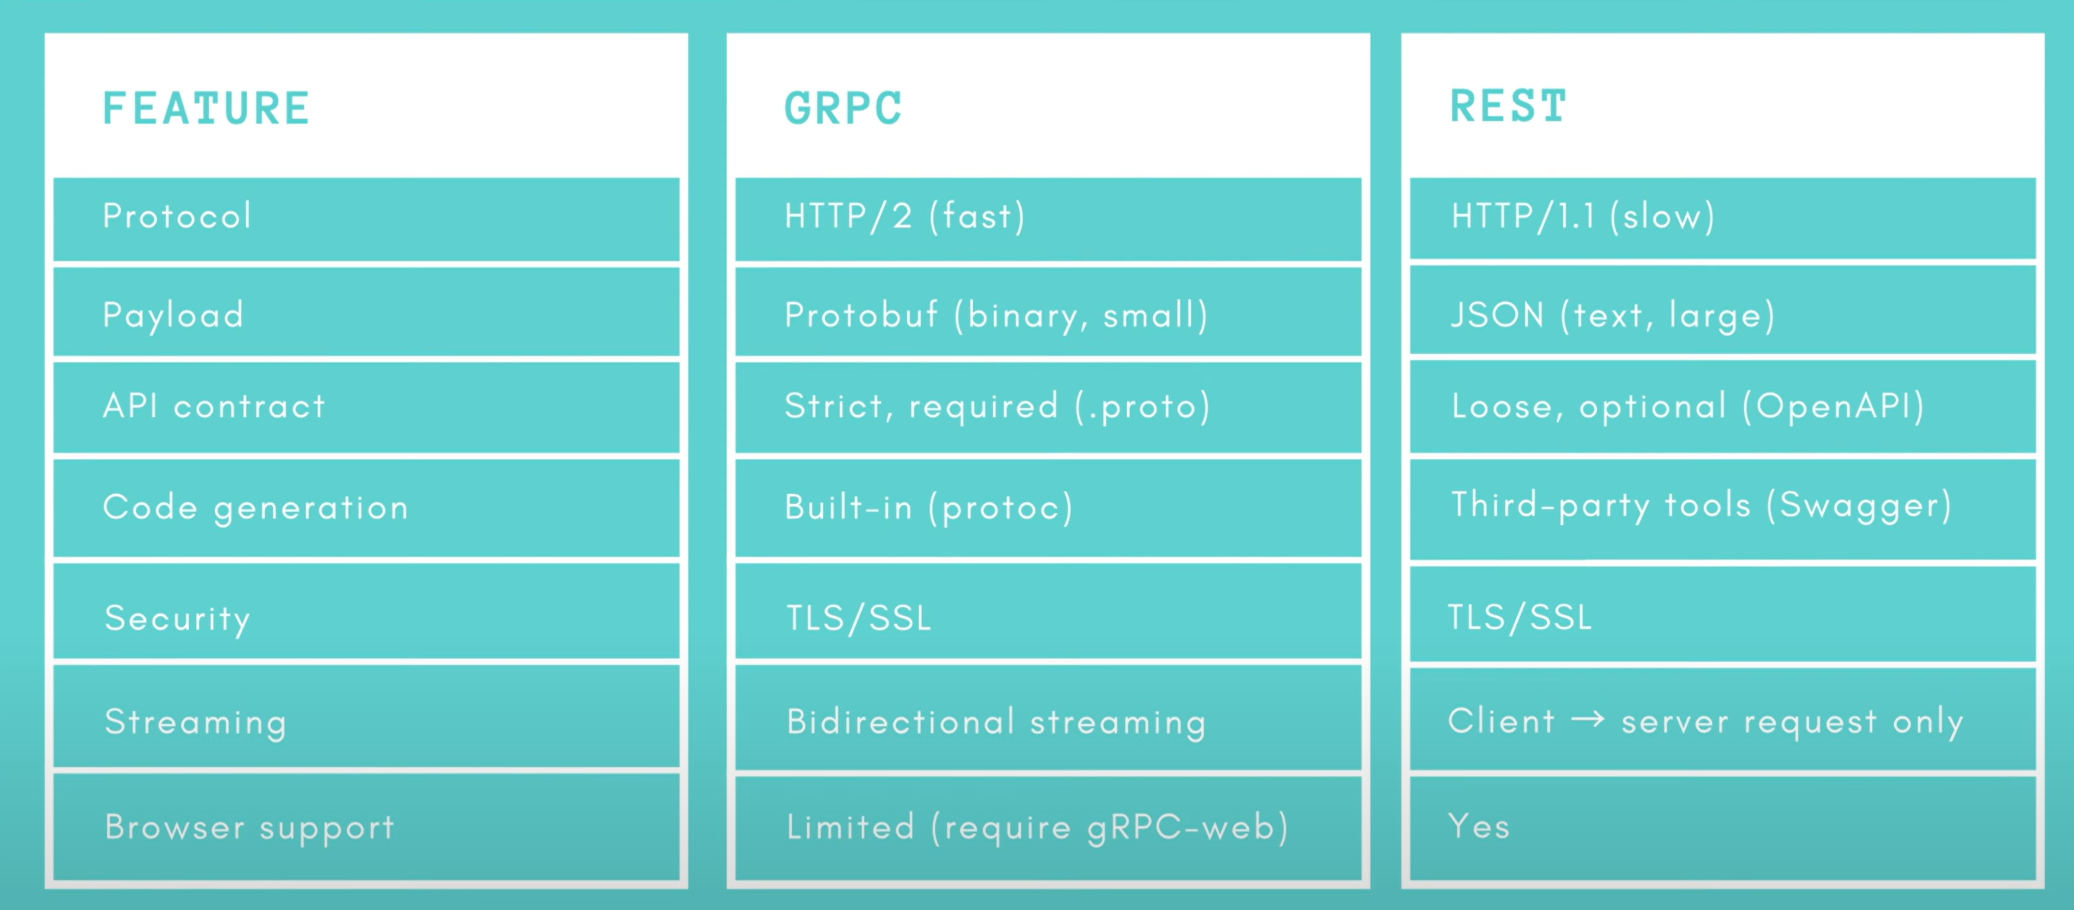 FEATURE GRPC REST
Protocol HTTP/2 (fast) HTTP/1.1 (slow)
Payload Protobuf (binary, small) JSON (text, large)
API contract Strict, required (.proto) Loose, optional (OpenAPI)
Code generation Built-in (protoc) Third-party tools (Swagger)
Security TLS/SSL TLS/SSL
Streaming Bidirectional streaming Client → server request only
Browser support Limited (require gRPC-web) Yes